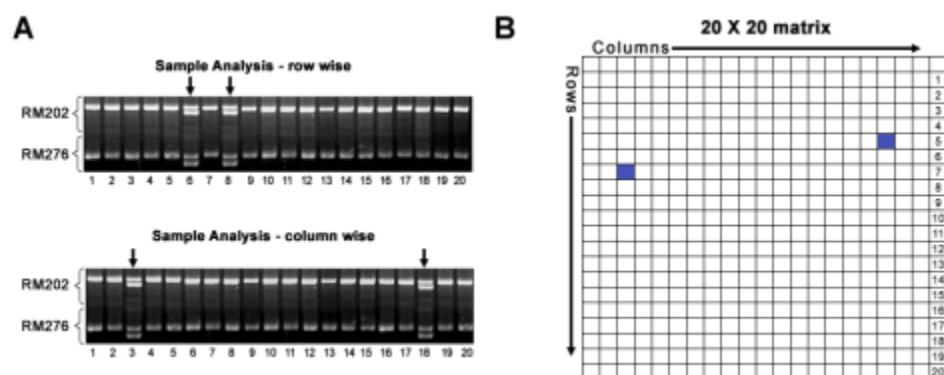 A
Sample Analysis - row wise
RM202
RM276
1 2 3 4 5 6 7 8 9 10 11 12 13 14 15 16 17 18 19 20
Sample Analysis - column wise
RM202
RM276
1 2 3 4 5 6 7 8 9 10 11 12 13 14 15 16 17 18 19 20
B
20 X 20 matrix
Columns
Rows
1
2
3
4
5
6
7
8
9
10
11
12
13
14
15
16
17
18
19
20